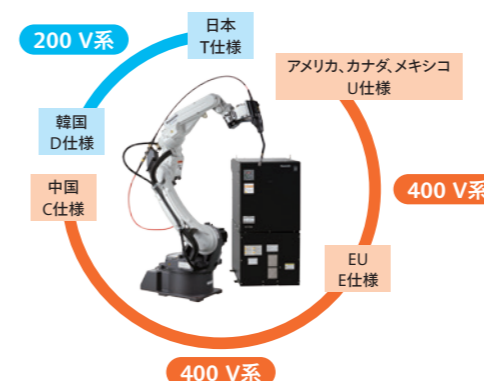 200 V系
日本
T仕様
アメリカ、カナダ、メキシコ
U仕様
韓国
D仕様
中国
C仕様
400 V系
EU
E仕様
400 V系